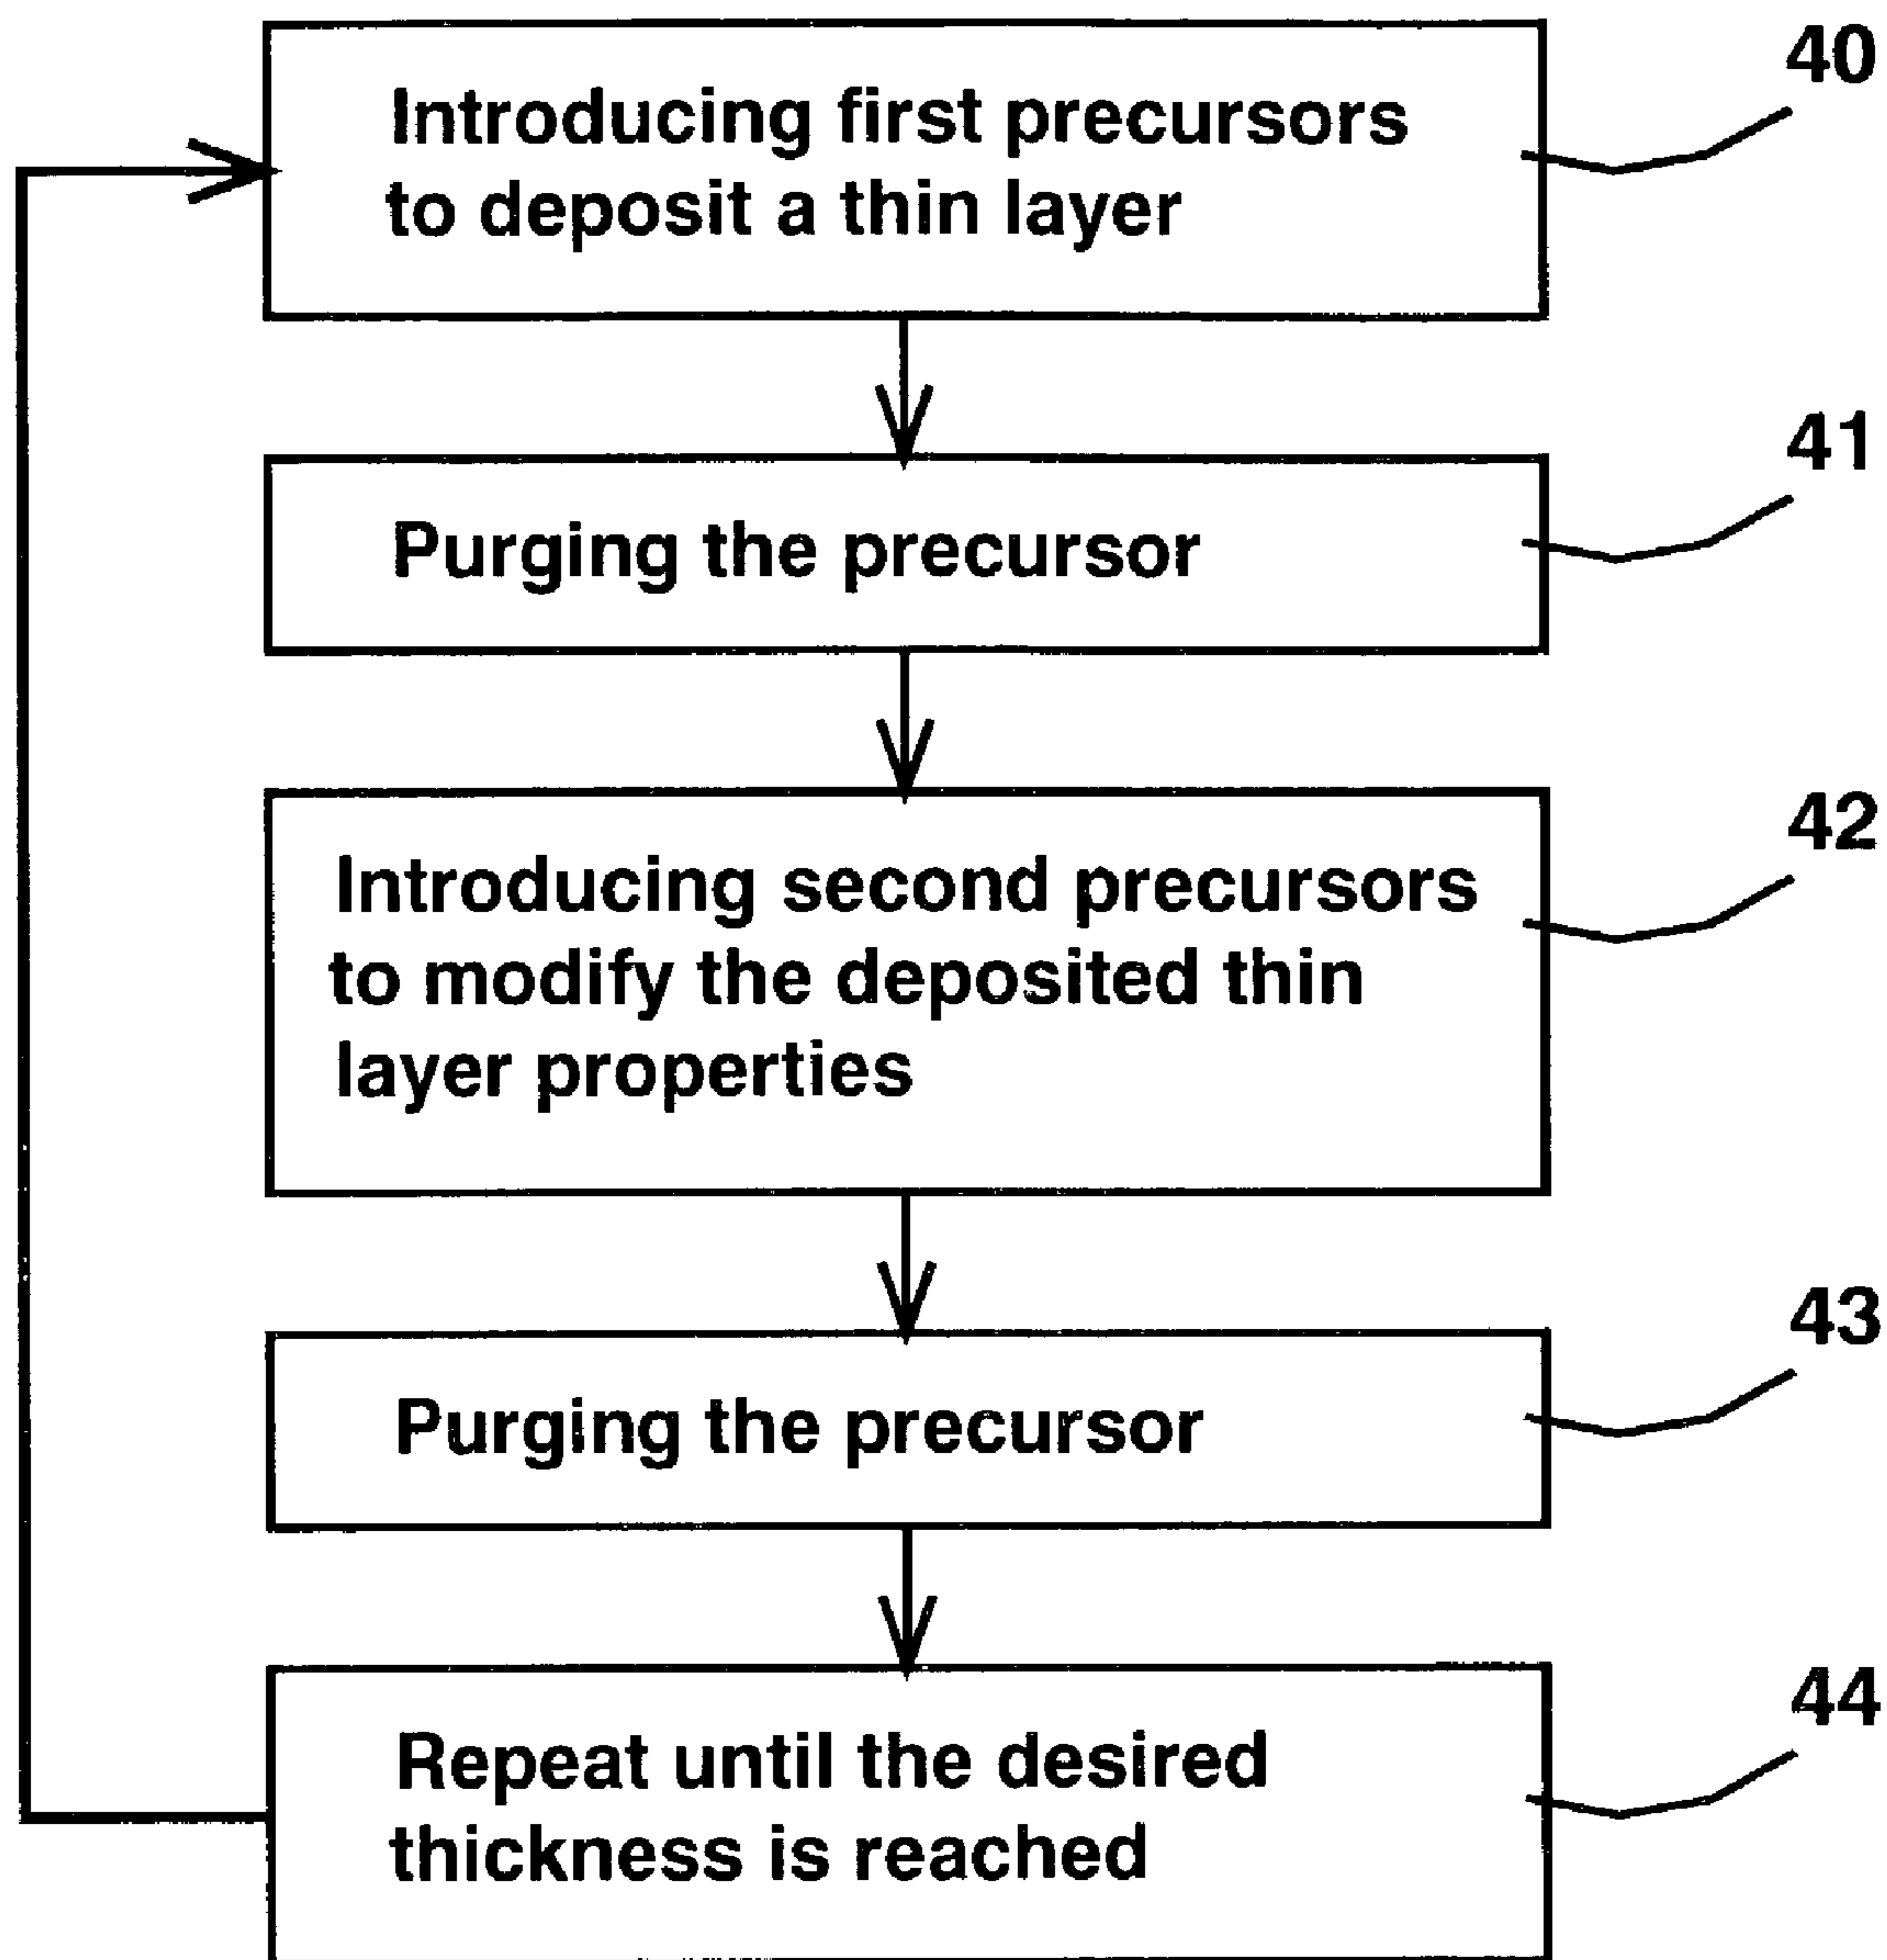 40
Introducing first precursors
to deposit a thin layer
41
Purging the precursor
42
Introducing second precursors
to modify the deposited thin
layer properties
43
Purging the precursor
44
Repeat until the desired
thickness is reached